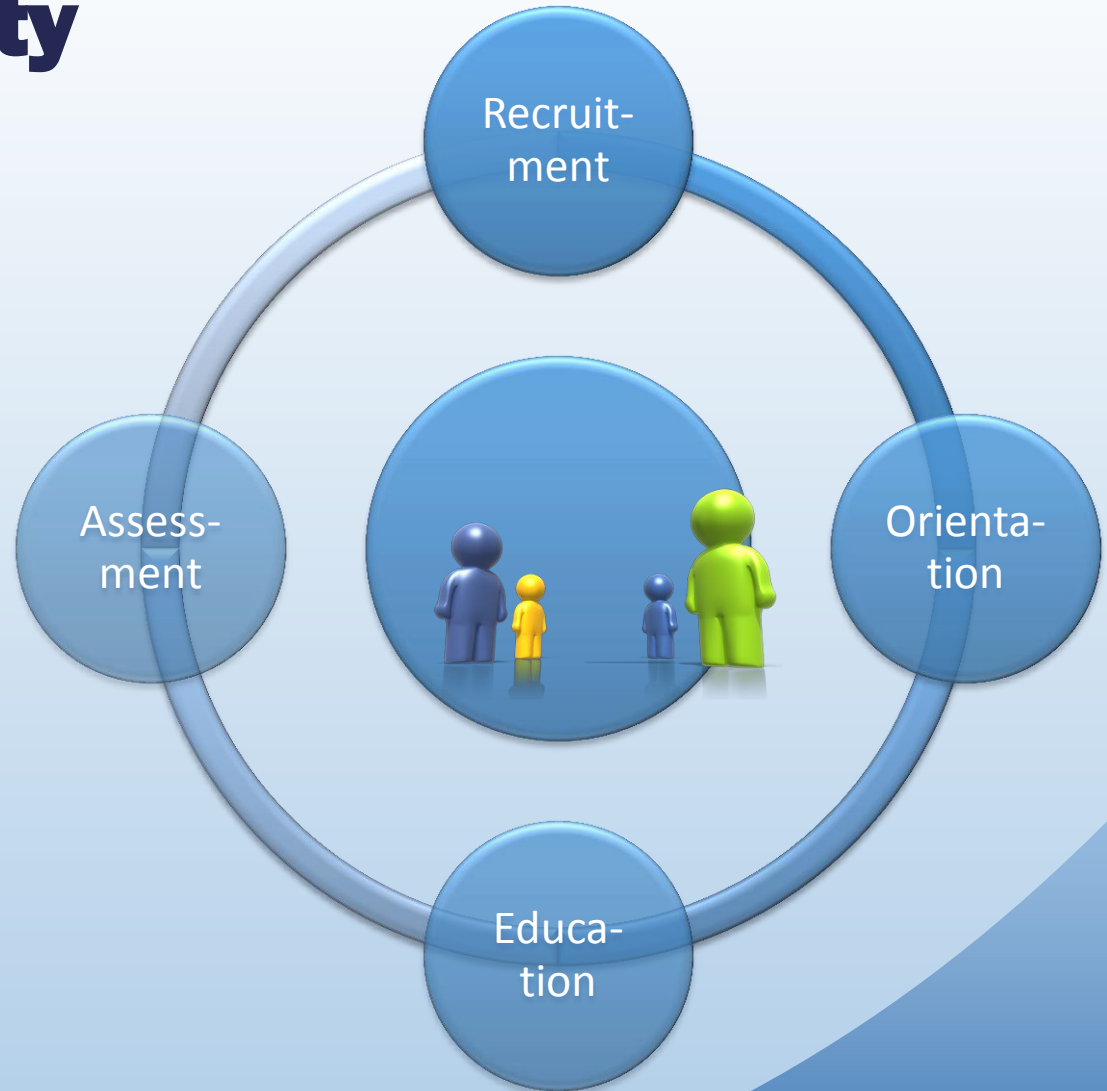 ty
Recruit-
ment
Assess-
ment
Orienta-
tion
Educa-
tion